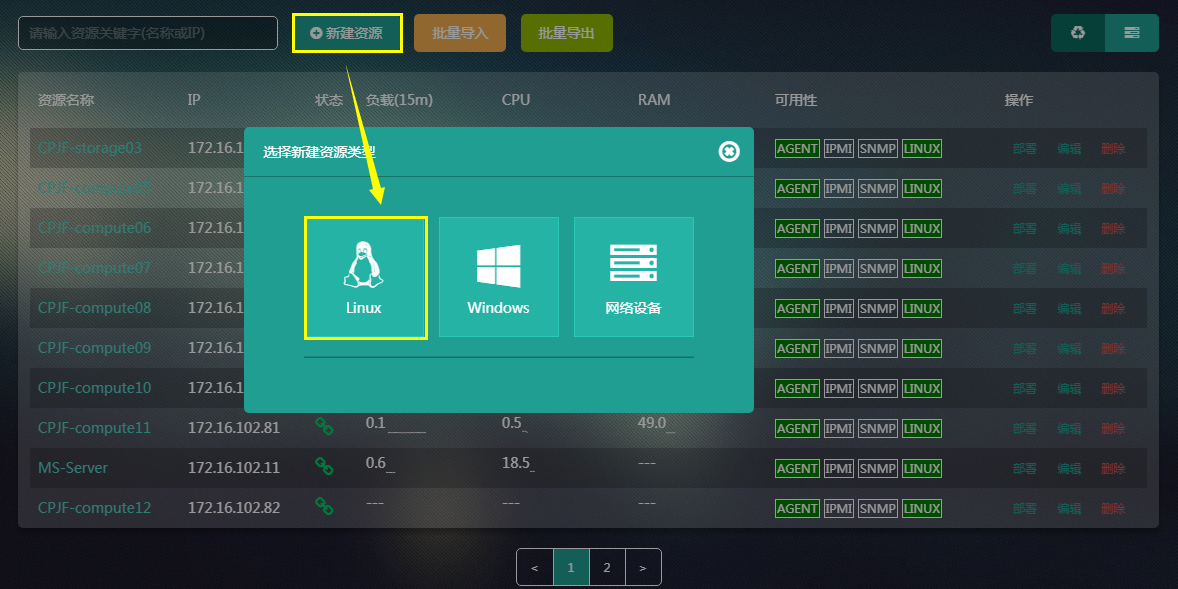 请输入资源关键字(名称或IP) 新建资源 批量导入 批量导出
资源名称 IP 状态 负载(15m) CPU RAM 可用性 操作
CPJF-storage03 172.16.1 AGENT IPMI SNMP LINUX 部署 编辑 删除
选择新建资源类型
CPJF-compute05 172.16.1 AGENT IPMI SNMP LINUX 部署 编辑 删除
CPJF-compute06 172.16.1 AGENT IPMI SNMP LINUX 部署 编辑 删除
CPJF-compute07 172.16.1 AGENT IPMI SNMP LINUX 部署 编辑 删除
CPJF-compute08 172.16.1 AGENT IPMI SNMP LINUX 部署 编辑 删除
Linux Windows 网络设备
CPJF-compute09 172.16.1 AGENT IPMI SNMP LINUX 部署 编辑 删除
CPJF-compute10 172.16.1 AGENT IPMI SNMP LINUX 部署 编辑 删除
CPJF-compute11 172.16.102.81 0.1 0.5 49.0 AGENT IPMI SNMP LINUX 部署 编辑 删除
MS-Server 172.16.102.11 0.6 18.5 --- AGENT IPMI SNMP LINUX 部署 编辑 删除
CPJF-compute12 172.16.102.82 --- --- --- AGENT IPMI SNMP LINUX 部署 编辑 删除
< 1 2 >